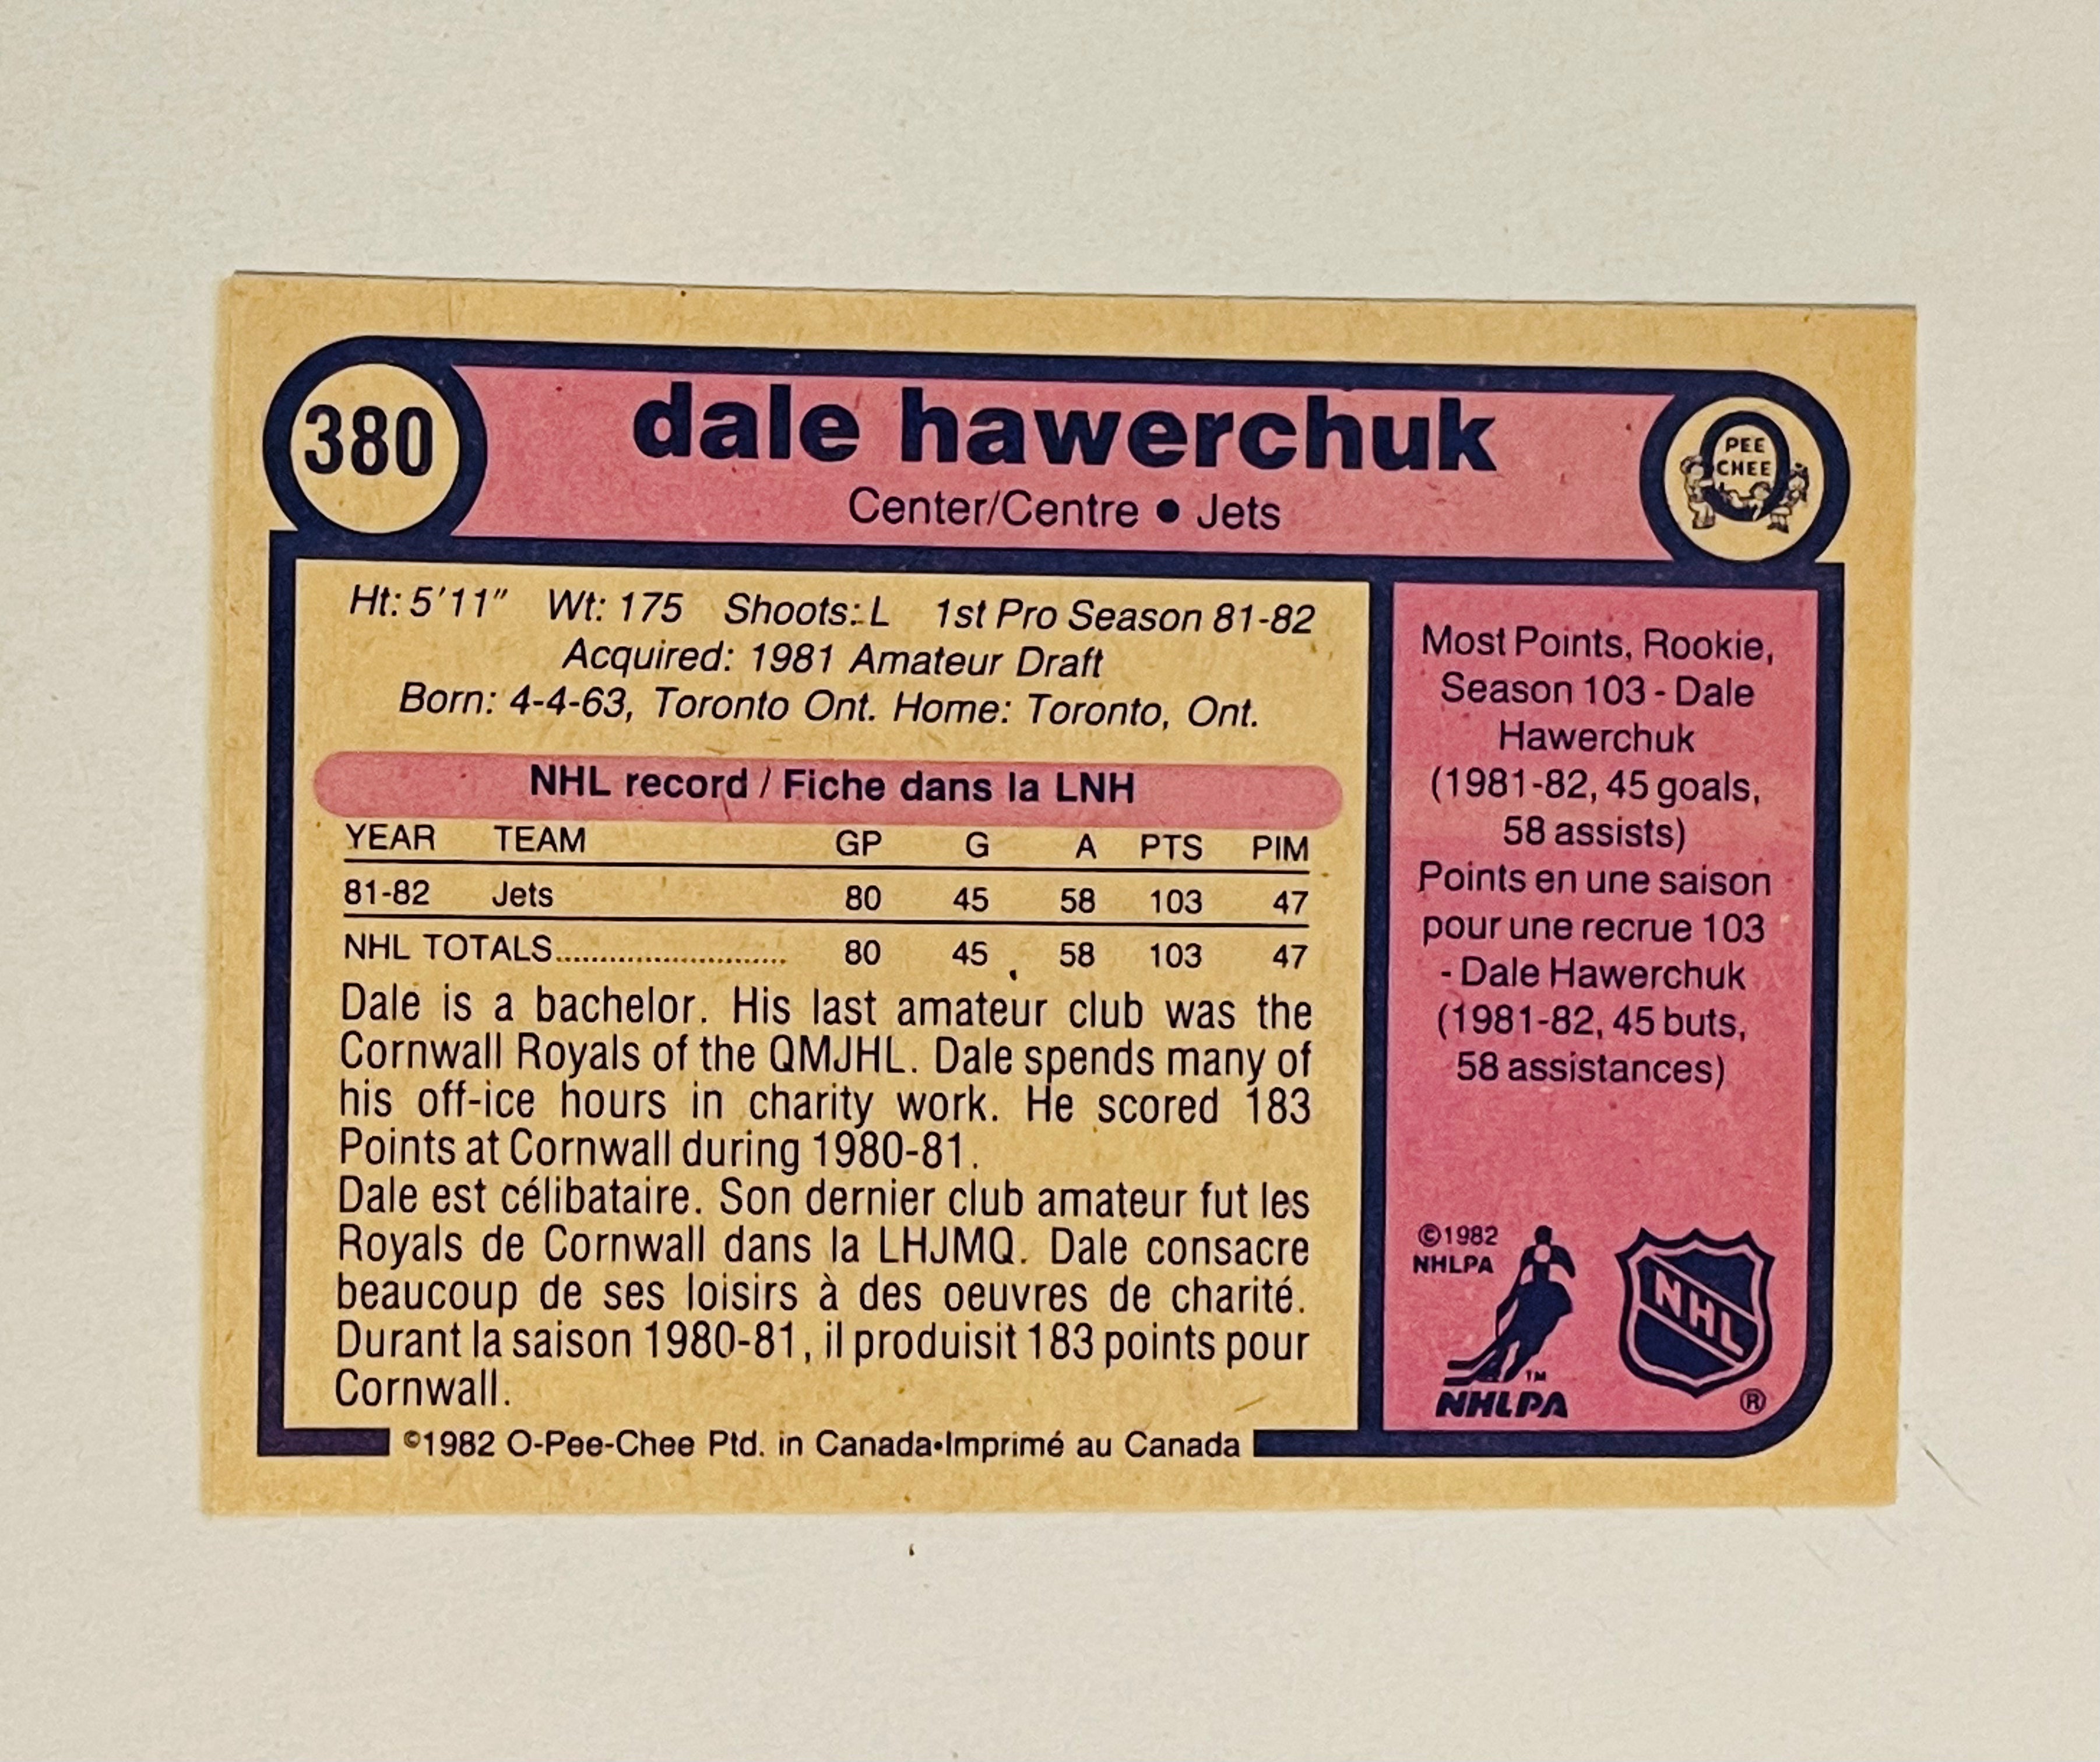 380
dale hawerchuk
Center/Centre • Jets
PEE
CHEE
Ht: 5'11" Wt: 175 Shoots: L 1st Pro Season 81-82
Acquired: 1981 Amateur Draft
Born: 4-4-63, Toronto Ont. Home: Toronto, Ont.
NHL record / Fiche dans la LNH
YEAR TEAM GP G A PTS PIM
81-82 Jets 80 45 58 103 47
NHL TOTALS.......................... 80 45 58 103 47
Dale is a bachelor. His last amateur club was the
Cornwall Royals of the QMJHL. Dale spends many of
his off-ice hours in charity work. He scored 183
Points at Cornwall during 1980-81.
Dale est célibataire. Son dernier club amateur fut les
Royals de Cornwall dans la LHJMQ. Dale consacre
beaucoup de ses loisirs à des oeuvres de charité.
Durant la saison 1980-81, il produisit 183 points pour
Cornwall.
©1982 O-Pee-Chee Ptd. in Canada•Imprimé au Canada
Most Points, Rookie,
Season 103 - Dale
Hawerchuk
(1981-82, 45 goals,
58 assists)
Points en une saison
pour une recrue 103
- Dale Hawerchuk
(1981-82, 45 buts,
58 assistances)
©1982
NHLPA
TM
NHLPA
NHL
®